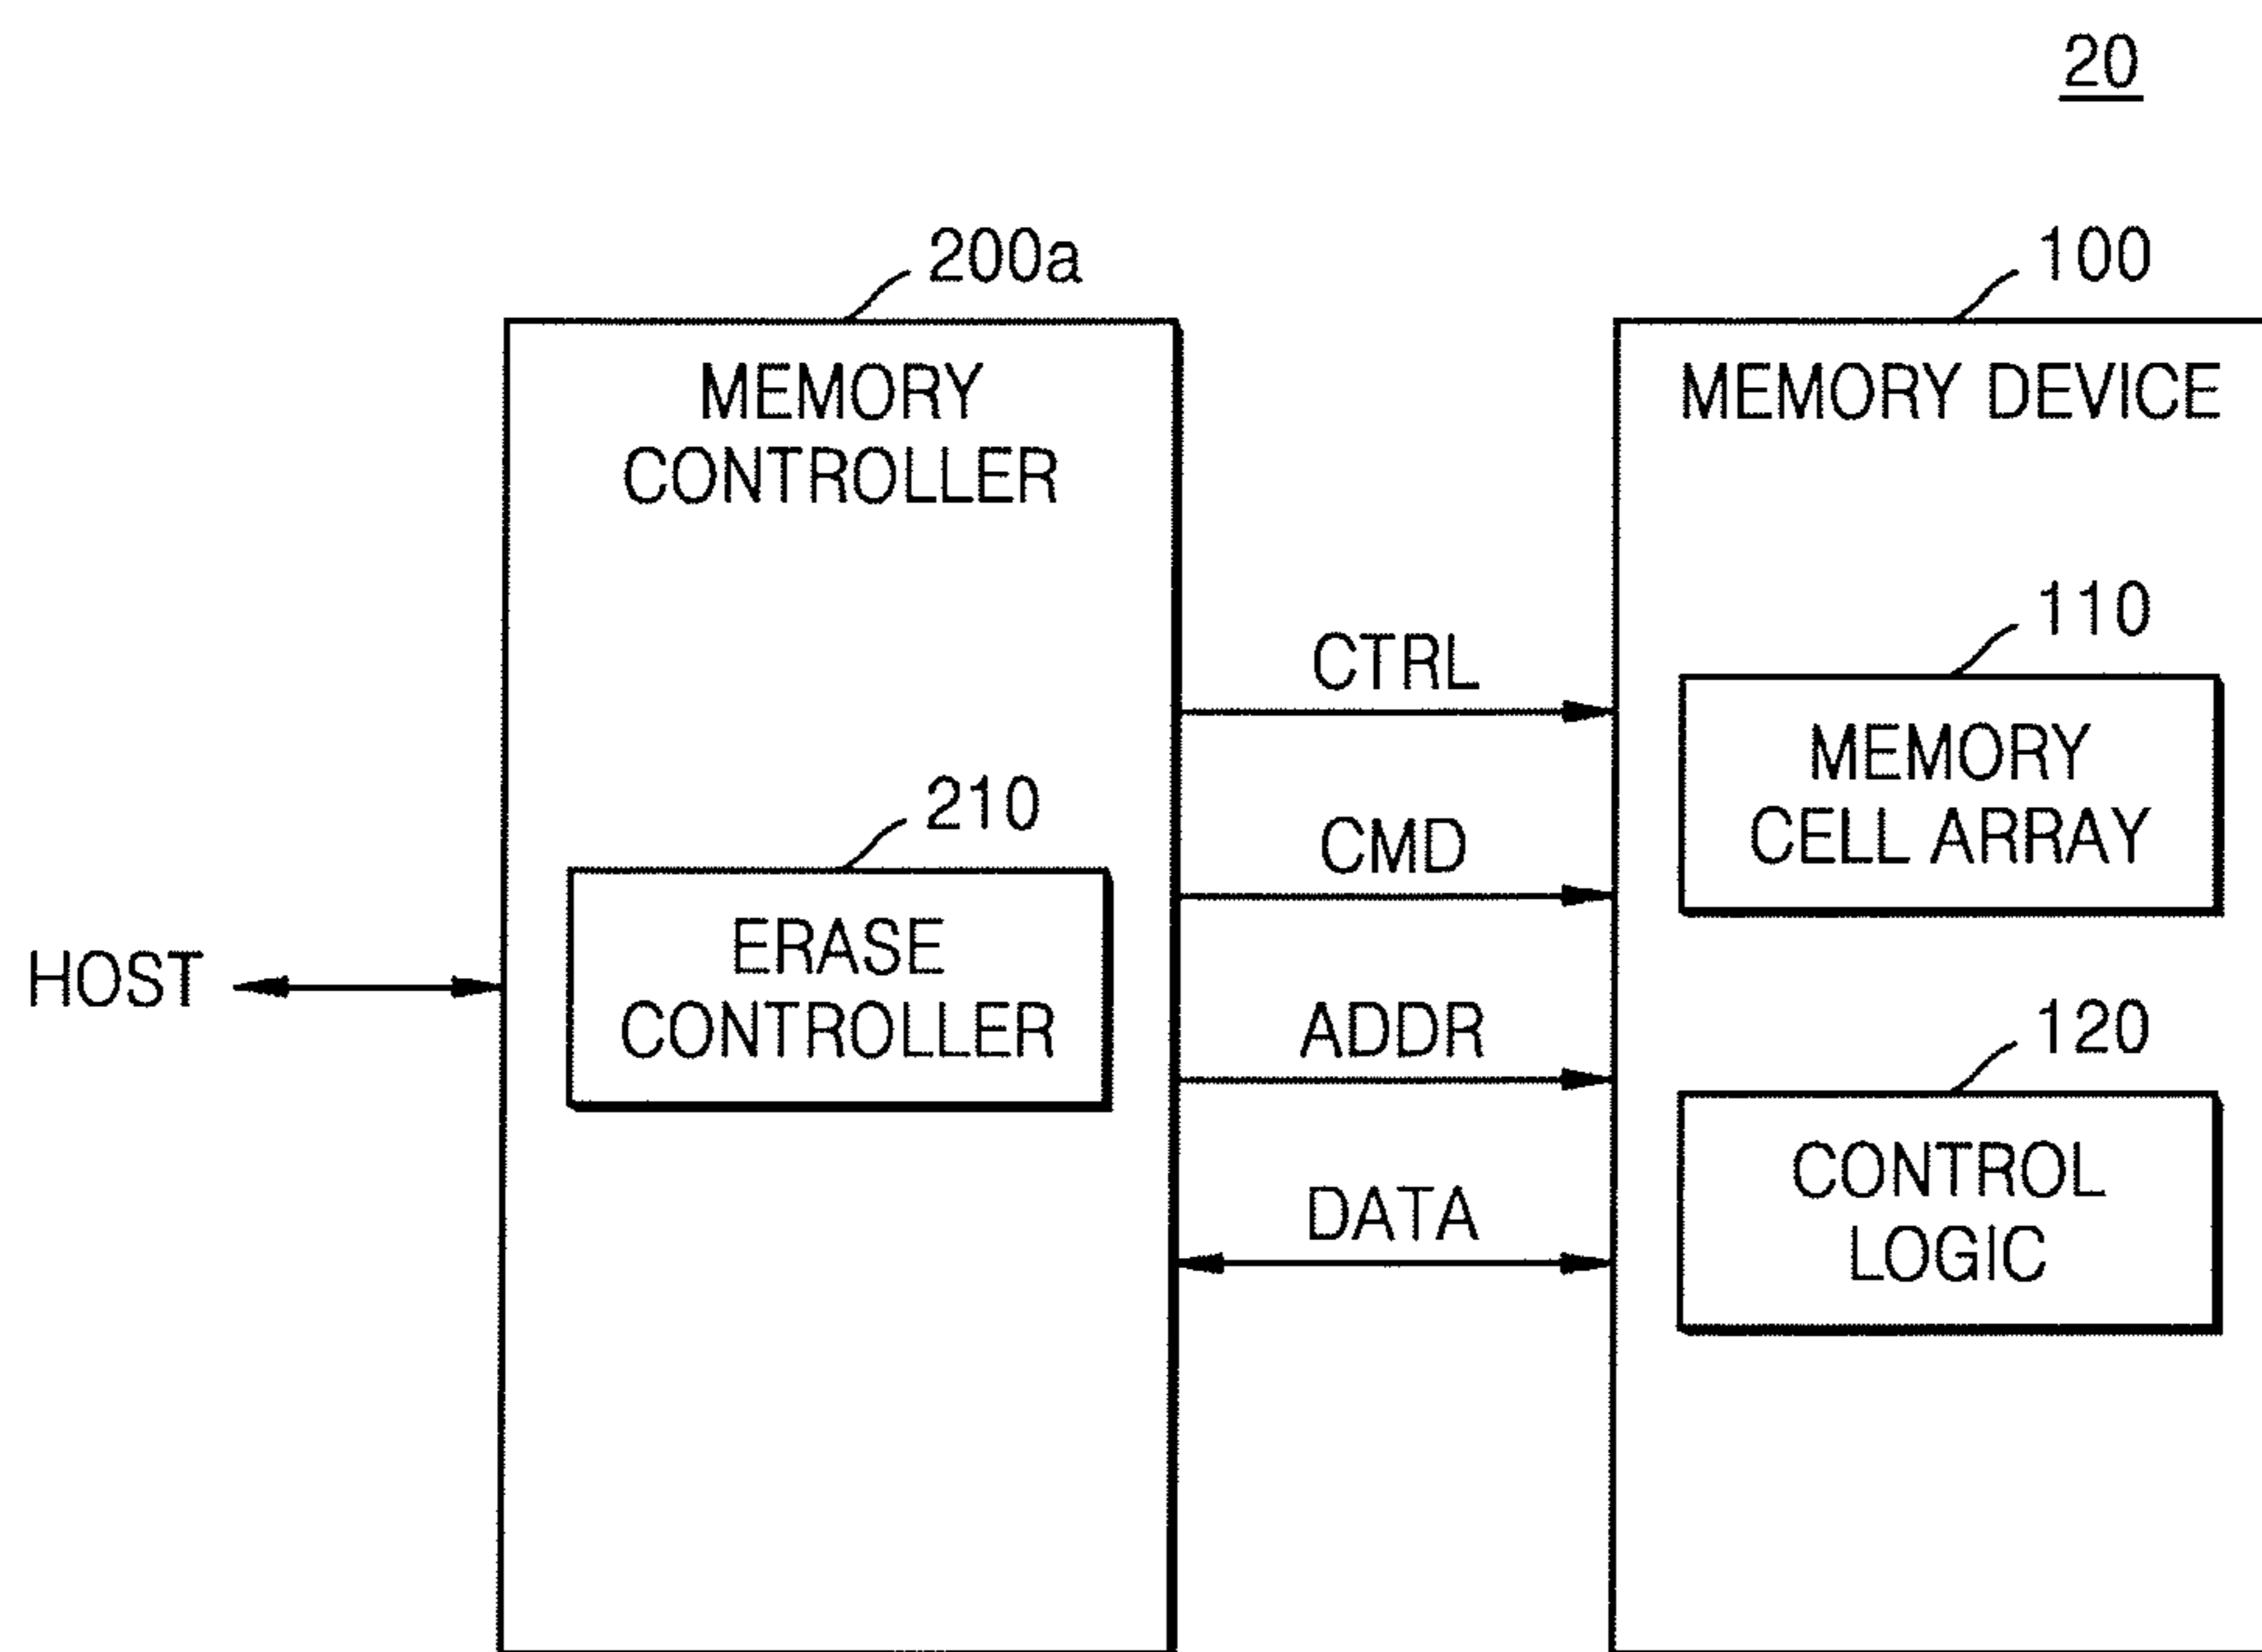 20
200a
100
MEMORY
CONTROLLER
MEMORY DEVICE
110
CTRL
MEMORY
CELL ARRAY
210
CMD
ERASE
CONTROLLER
HOST
ADDR
120
CONTROL
LOGIC
DATA